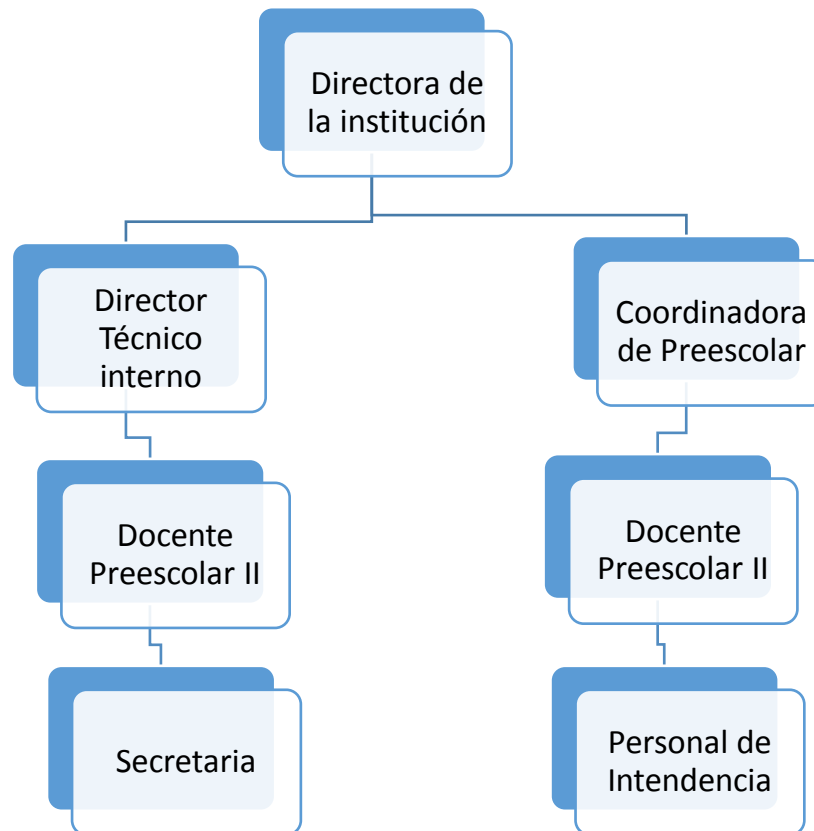 Directora de
la institución
Director
Técnico
interno
Coordinadora
de Preescolar
Docente
Preescolar II
Docente
Preescolar II
Secretaria
Personal de
Intendencia